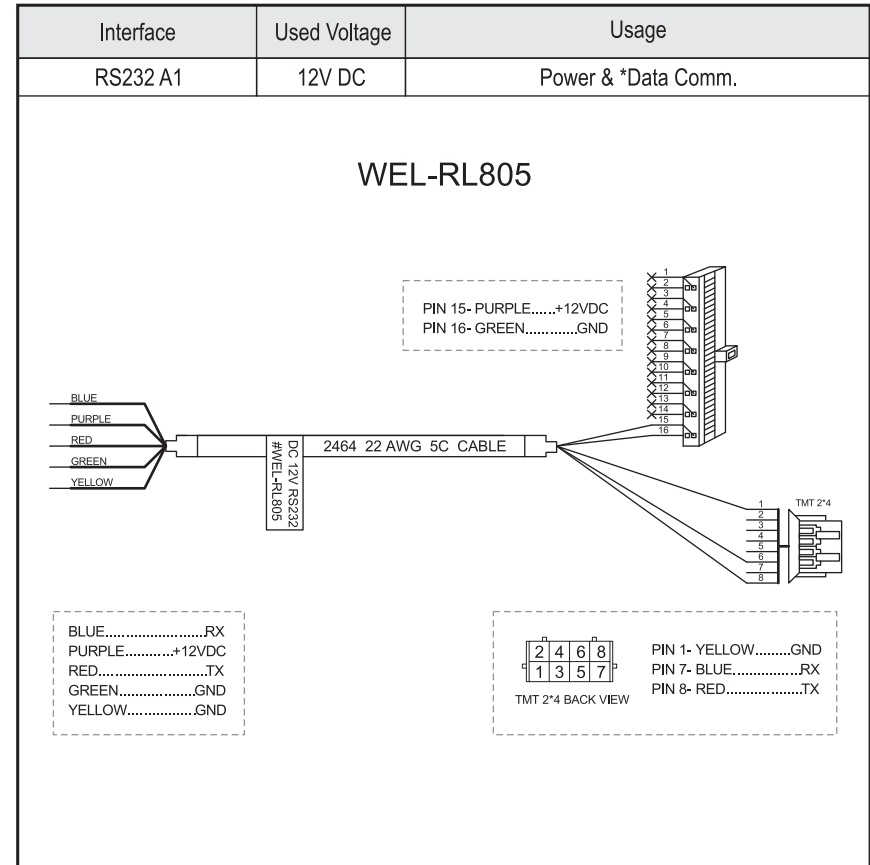 Interface Used Voltage Usage
RS232 A1 12V DC Power & *Data Comm.
WEL-RL805
1
2
3
4
5
6
7
8
9
10
11
12
13
14
15
16
PIN 15- PURPLE......+12VDC
PIN 16- GREEN............GND
BLUE
PURPLE
RED
GREEN
YELLOW
2464 22 AWG 5C CABLE
DC 12V RS232
#WEL-RL805
1
2
3
4
5
6
7
8
TMT 2*4
BLUE.......................RX
PURPLE...........+12VDC
RED.........................TX
GREEN..................GND
YELLOW................GND
2 4 6 8
1 3 5 7
TMT 2*4 BACK VIEW
PIN 1- YELLOW........GND
PIN 7- BLUE................RX
PIN 8- RED.................TX